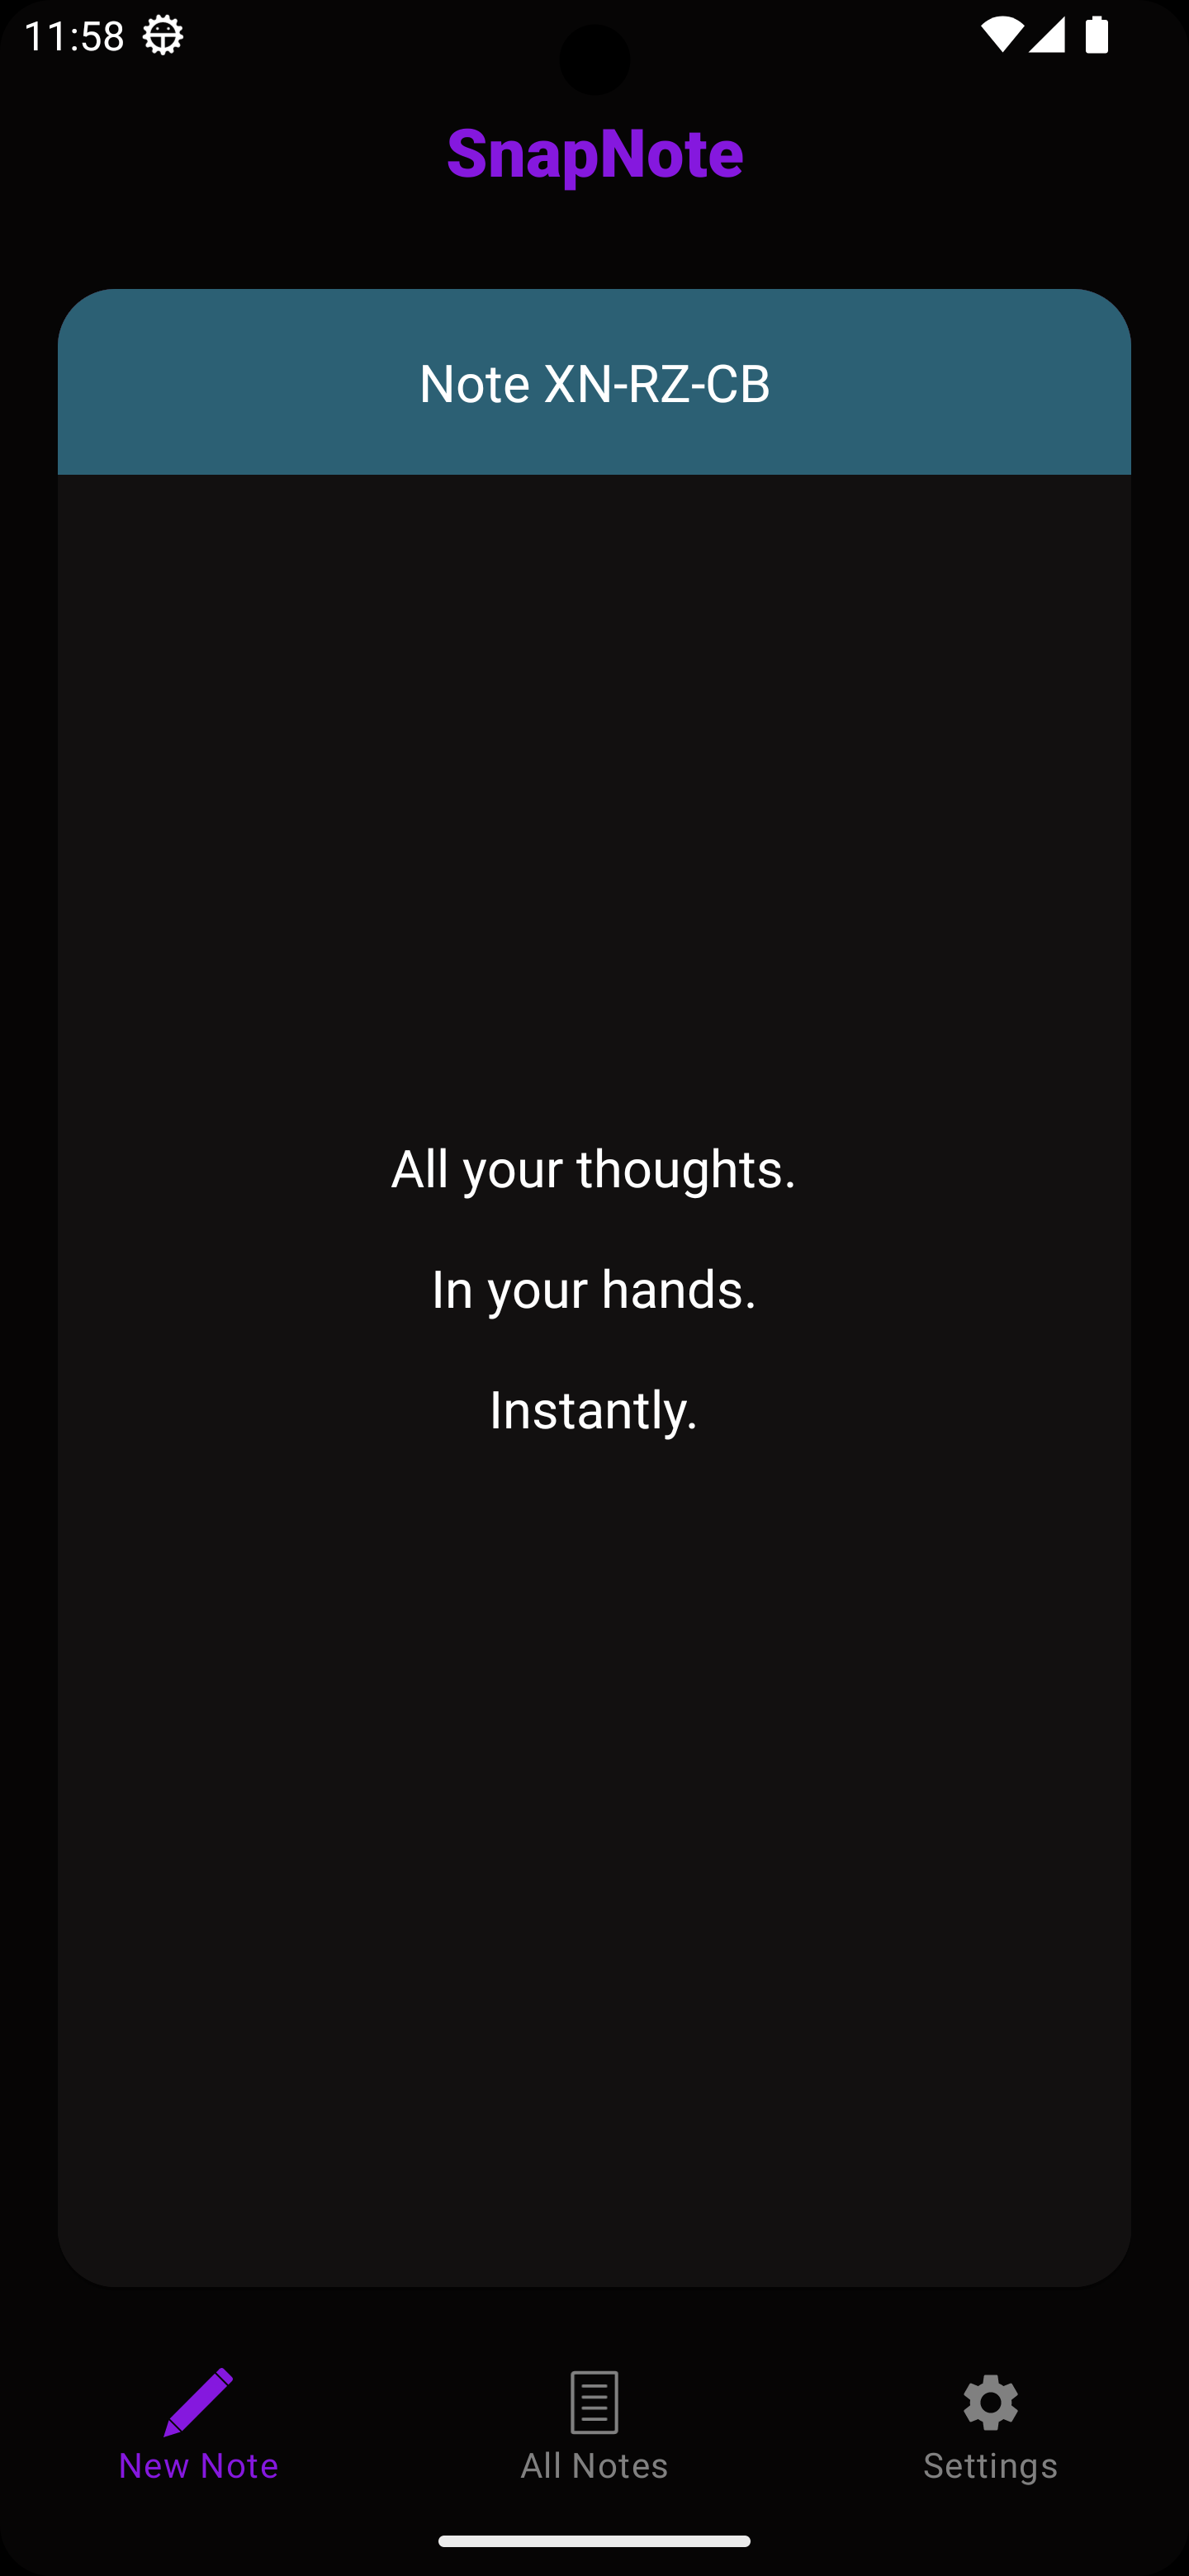 11:58
SnapNote
Note XN-RZ-CB
All your thoughts.
In your hands.
Instantly.
New Note
All Notes
Settings